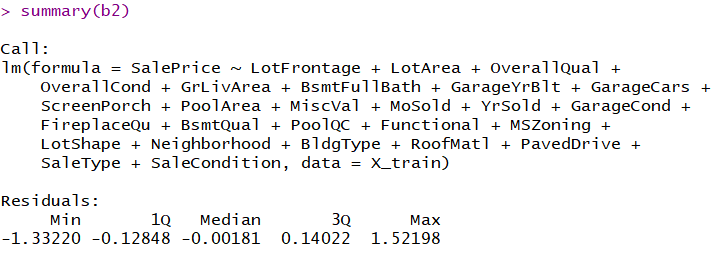 > summary(b2)
Call:
lm(formula = SalePrice ~ LotFrontage + LotArea + OverallQual +
    OverallCond + GrLivArea + BsmtFullBath + GarageYrBlt + GarageCars +
    ScreenPorch + PoolArea + MiscVal + MoSold + YrSold + GarageCond +
    FireplaceQu + BsmtQual + PoolQC + Functional + MSZoning +
    LotShape + Neighborhood + BldgType + RoofMatl + PavedDrive +
    SaleType + SaleCondition, data = X_train)
Residuals:
     Min       1Q   Median       3Q      Max
-1.33220 -0.12848 -0.00181  0.14022  1.52198